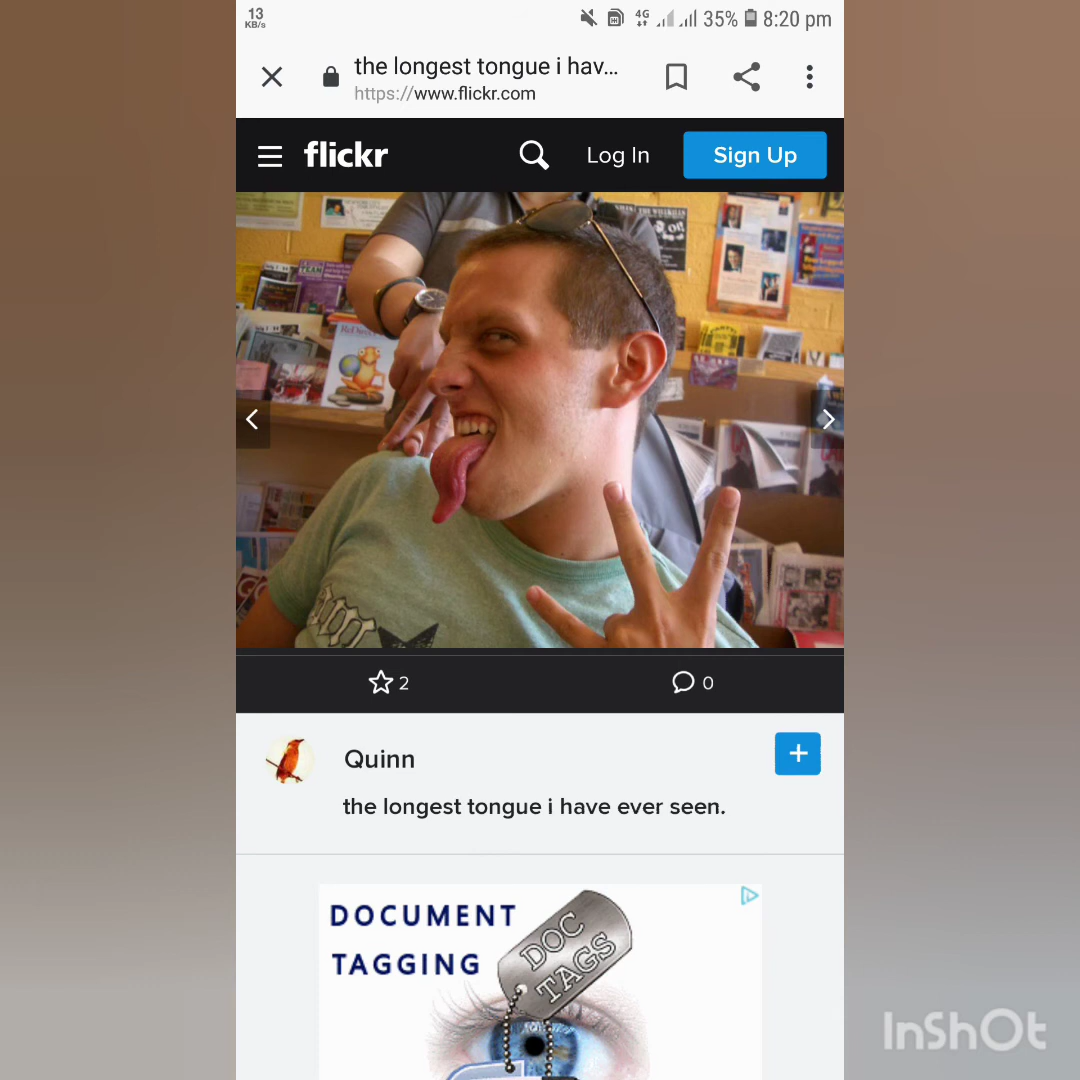 13
KB/s
4G
35%
8:20 pm
the longest tongue i hav...
https://www.flickr.com
flickr
Log In
Sign Up
TEAM
2
0
Quinn
the longest tongue i have ever seen.
DOCUMENT
TAGGING
DOC
TAGS
InShOt